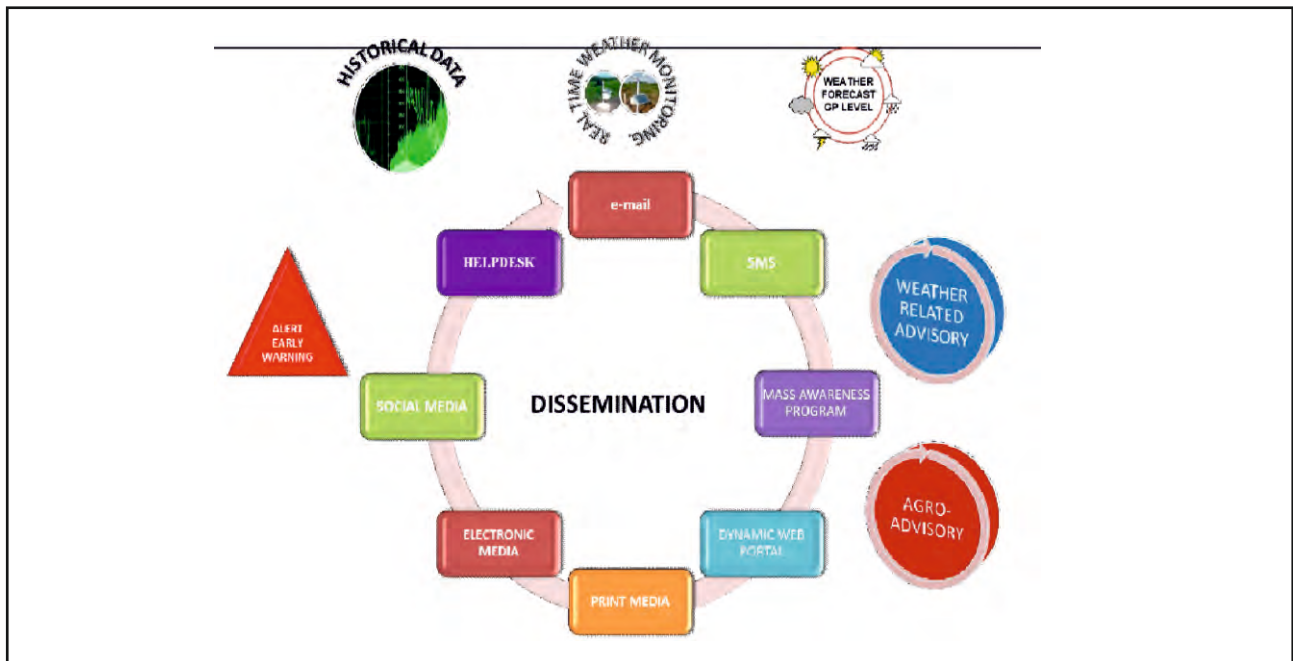 HISTORICAL DATA
REAL TIME WEATHER MONITORING.
WEATHER
FORECAST
GP LEVEL
e-mail
HELPDESK
SMS
WEATHER
RELATED
ADVISORY
ALERT
EARLY
WARNING
SOCIAL MEDIA
DISSEMINATION
MASS AWARENESS
PROGRAM
AGRO-
ADVISORY
ELECTRONIC
MEDIA
DYNAMIC WEB
PORTAL
PRINT MEDIA